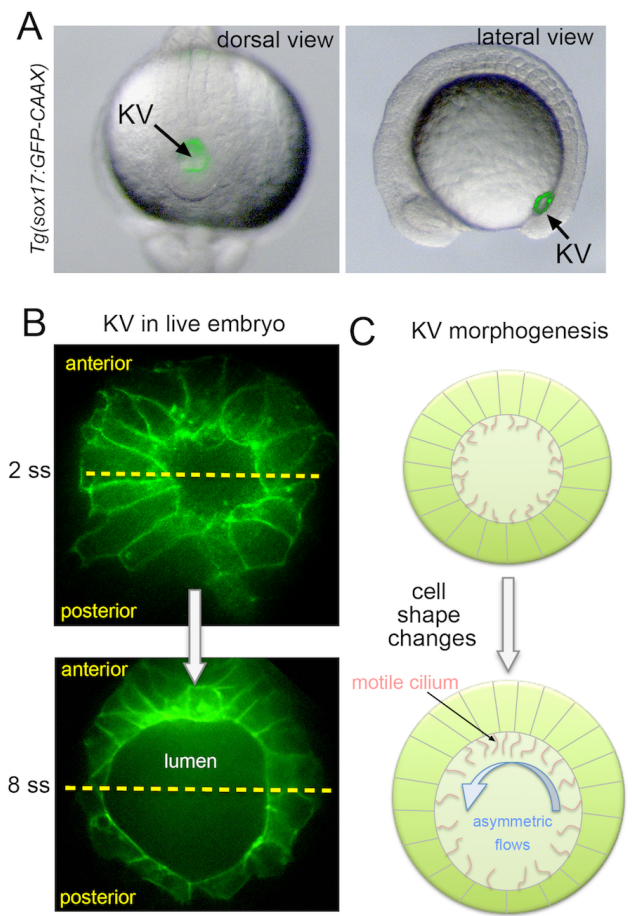 A
Tg(sox17:GFP-CAAX)
dorsal view
KV
lateral view
KV
B
KV in live embryo
anterior
2 ss
posterior
anterior
lumen
8 ss
posterior
C
KV morphogenesis
cell
shape
changes
motile cilium
asymmetric
flows